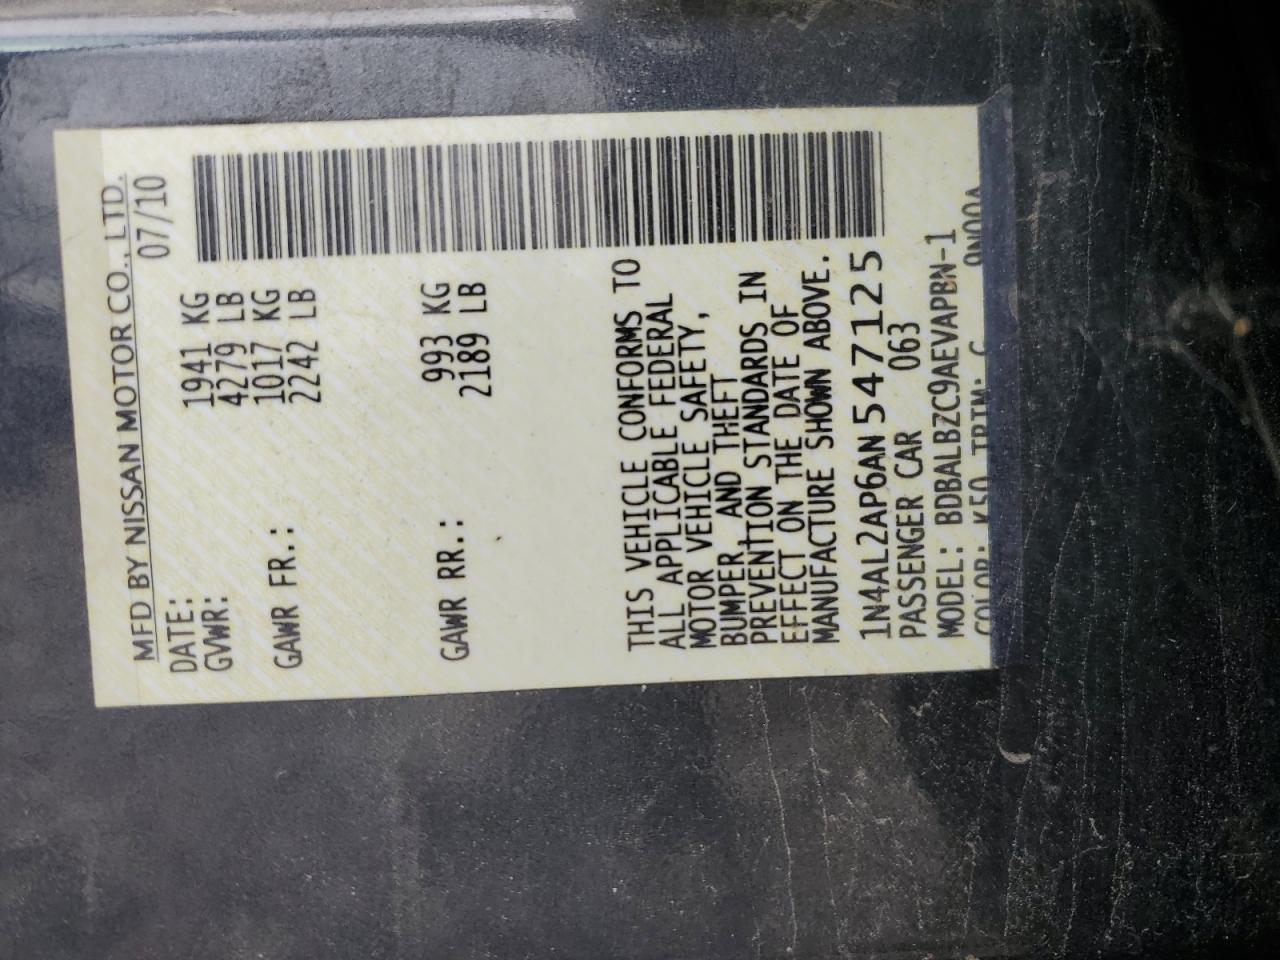 MFD BY NISSAN MOTOR CO., LTD.
DATE: 07/10
GVWR: 1941 KG
4279 LB
GAWR FR.: 1017 KG
2242 LB
GAWR RR.: 993 KG
2189 LB
THIS VEHICLE CONFORMS TO
ALL APPLICABLE FEDERAL
MOTOR VEHICLE SAFETY,
BUMPER AND THEFT
PREVENTION STANDARDS IN
EFFECT ON THE DATE OF
MANUFACTURE SHOWN ABOVE.
1N4AL2AP6AN547125
PASSENGER CAR 063
MODEL: BDBALBZC9AEVAPBN-1
COLOR: K50 TRIM: G